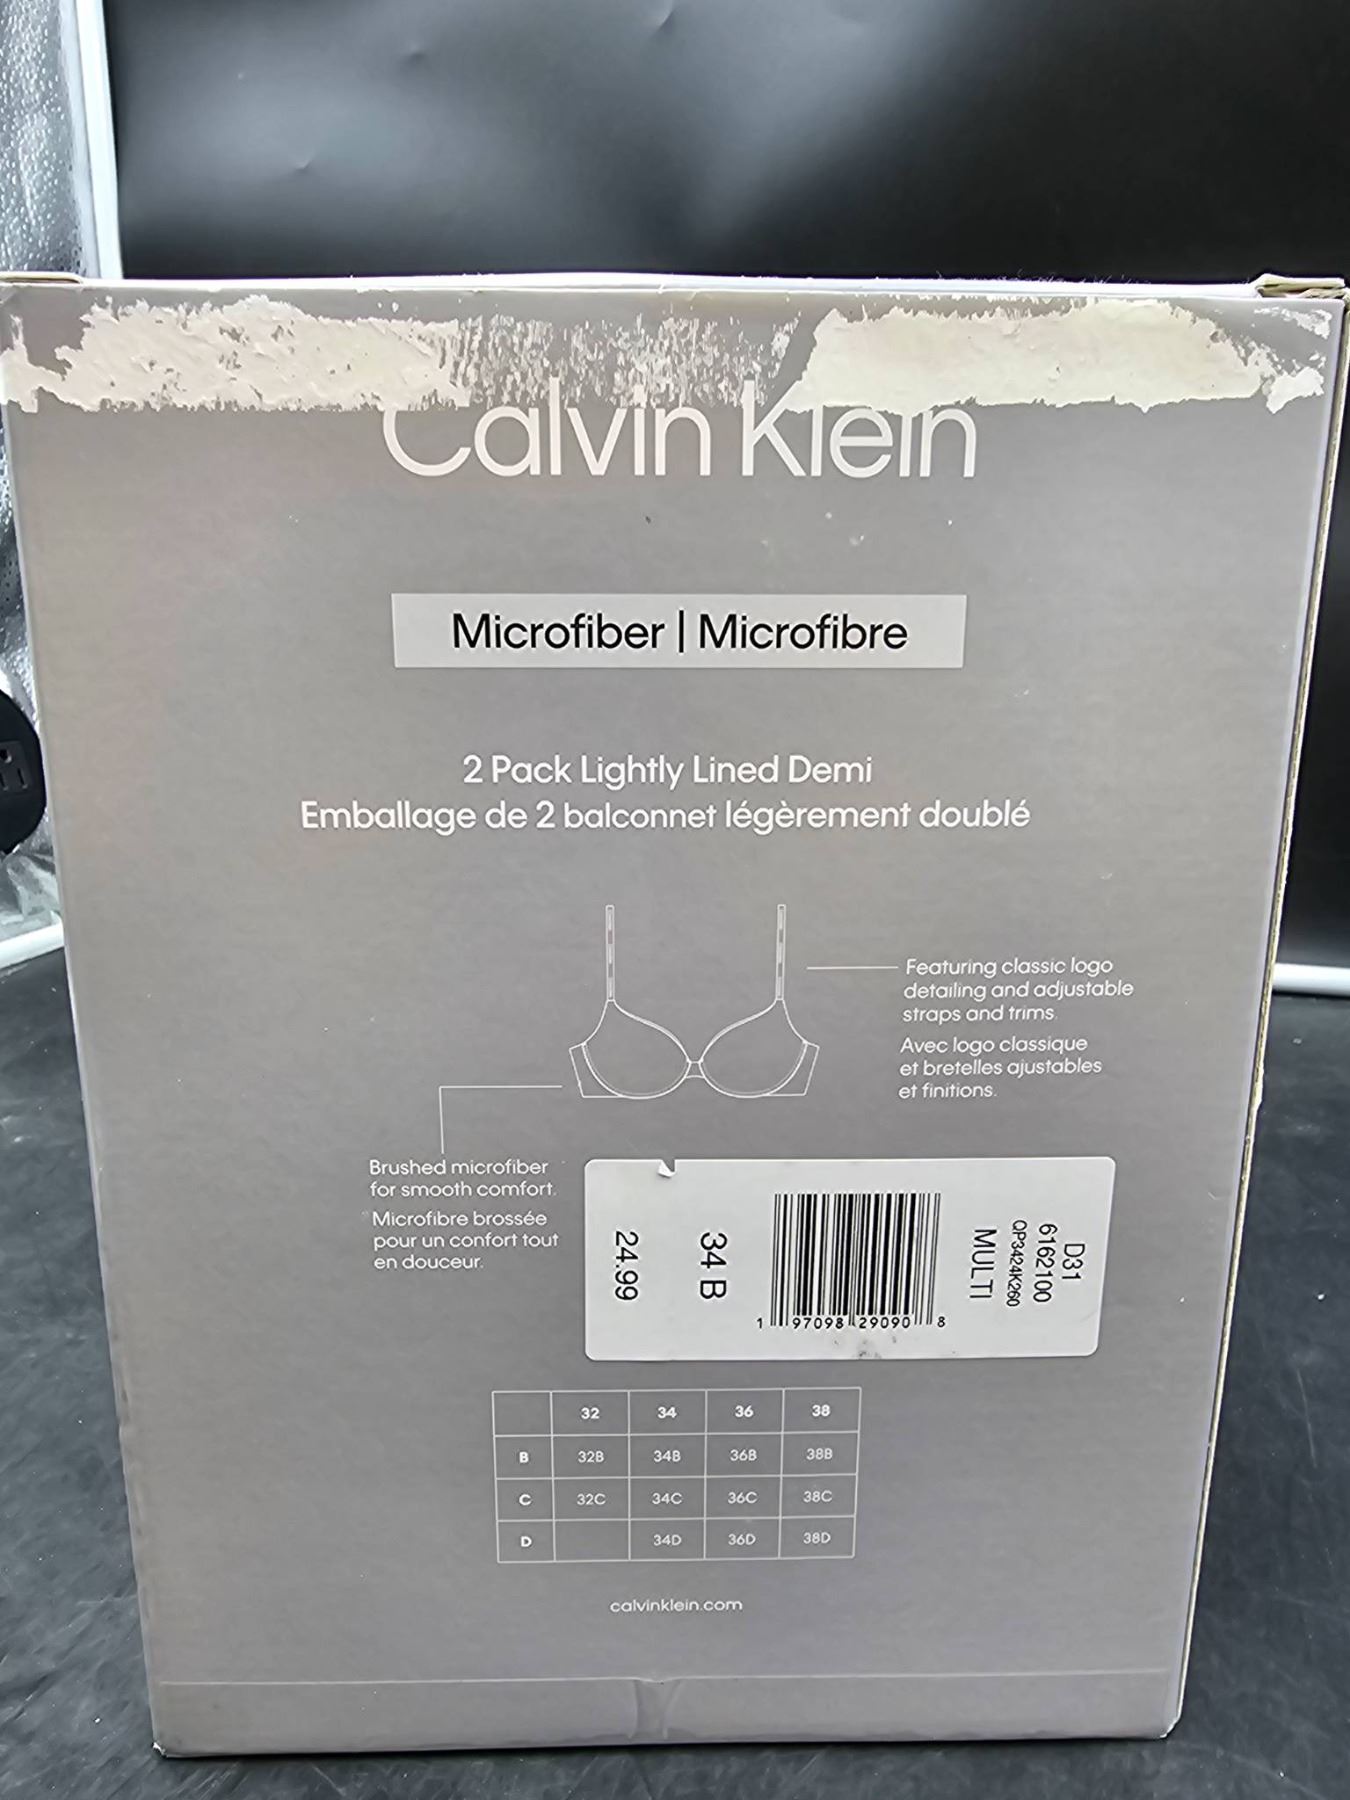 Calvin Klein
Microfiber | Microfibre
2 Pack Lightly Lined Demi
Emballage de 2 balconnet légèrement doublé
Featuring classic logo
detailing and adjustable
straps and trims.
Avec logo classique
et bretelles ajustables
et finitions.
Brushed microfiber
for smooth comfort.
Microfibre brossée
pour un confort tout
en douceur.
D31
6162100
QP3424K260
MULTI
1 97098 29090 8
34 B
24.99
32 34 36 38
B 32B 34B 36B 38B
C 32C 34C 36C 38C
D 34D 36D 38D
calvinklein.com